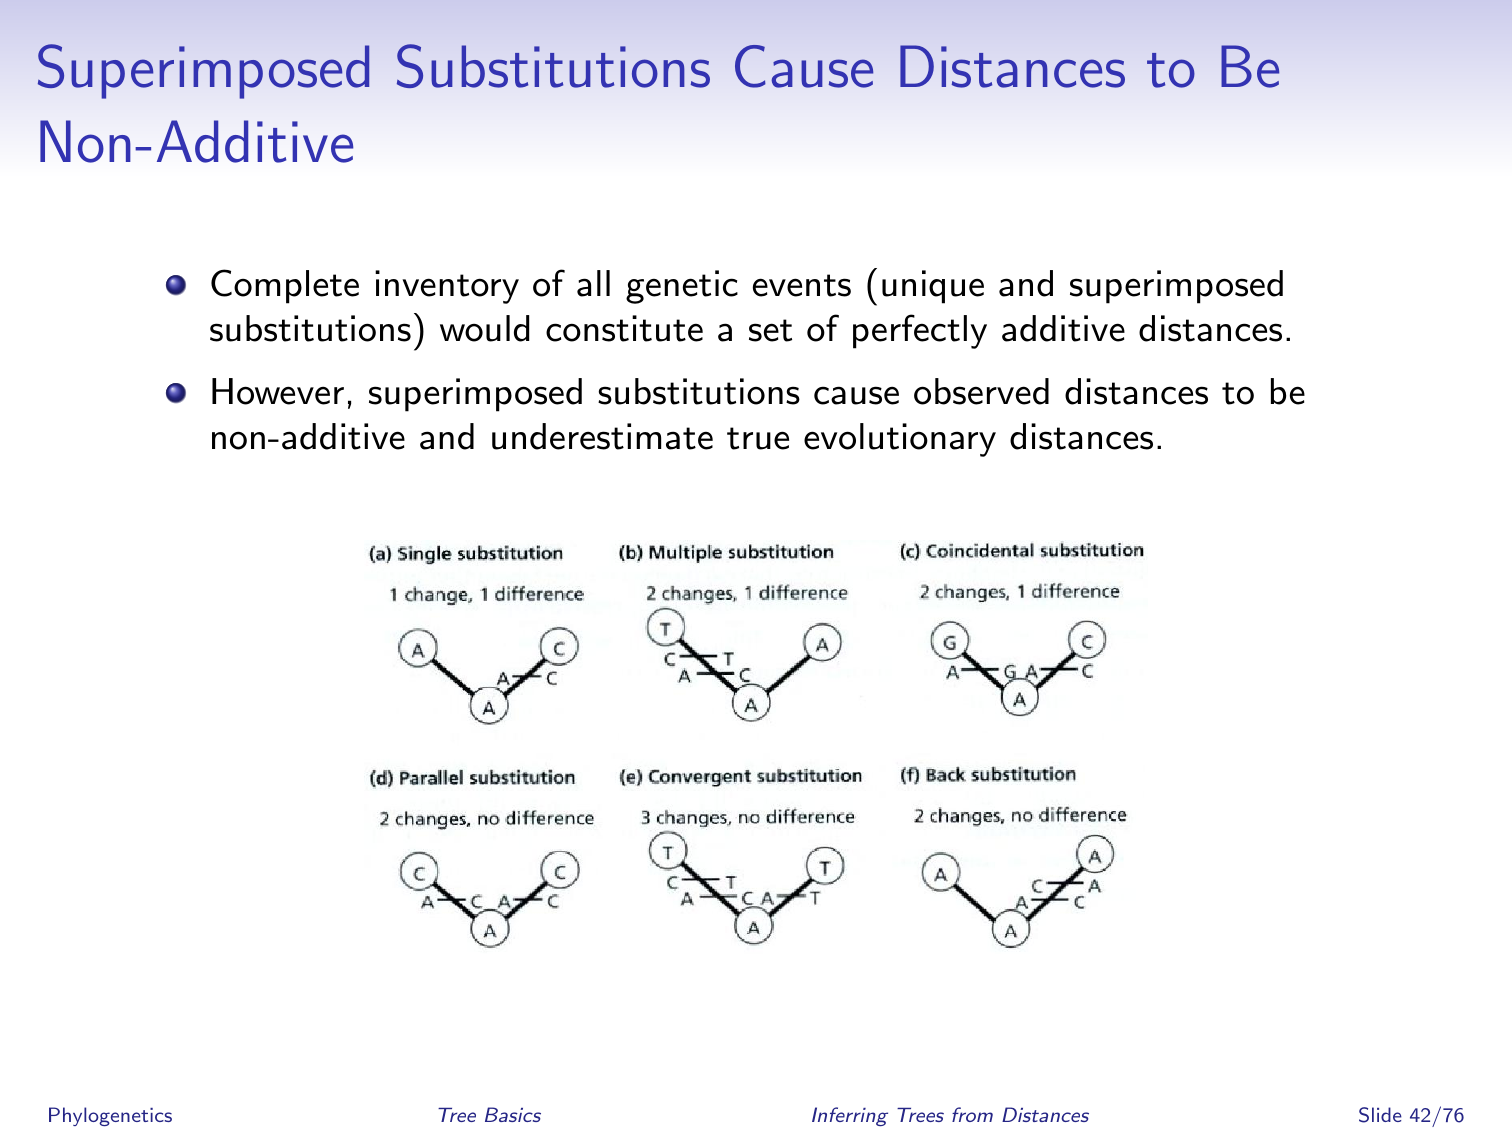 Superimposed Substitutions Cause Distances to Be
Non-Additive
Complete inventory of all genetic events (unique and superimposed
substitutions) would constitute a set of perfectly additive distances.
However, superimposed substitutions cause observed distances to be
non-additive and underestimate true evolutionary distances.
(a) Single substitution
1 change, 1 difference
A
C
A C
A
(b) Multiple substitution
2 changes, 1 difference
T
A
C T
A C
A
(c) Coincidental substitution
2 changes, 1 difference
G
C
A G A C
A
(d) Parallel substitution
2 changes, no difference
C
C
A C A C
A
(e) Convergent substitution
3 changes, no difference
T
T
C T
A C A T
A
(f) Back substitution
2 changes, no difference
A
A
C A
A C
A
Phylogenetics Tree Basics Inferring Trees from Distances Slide 42/76